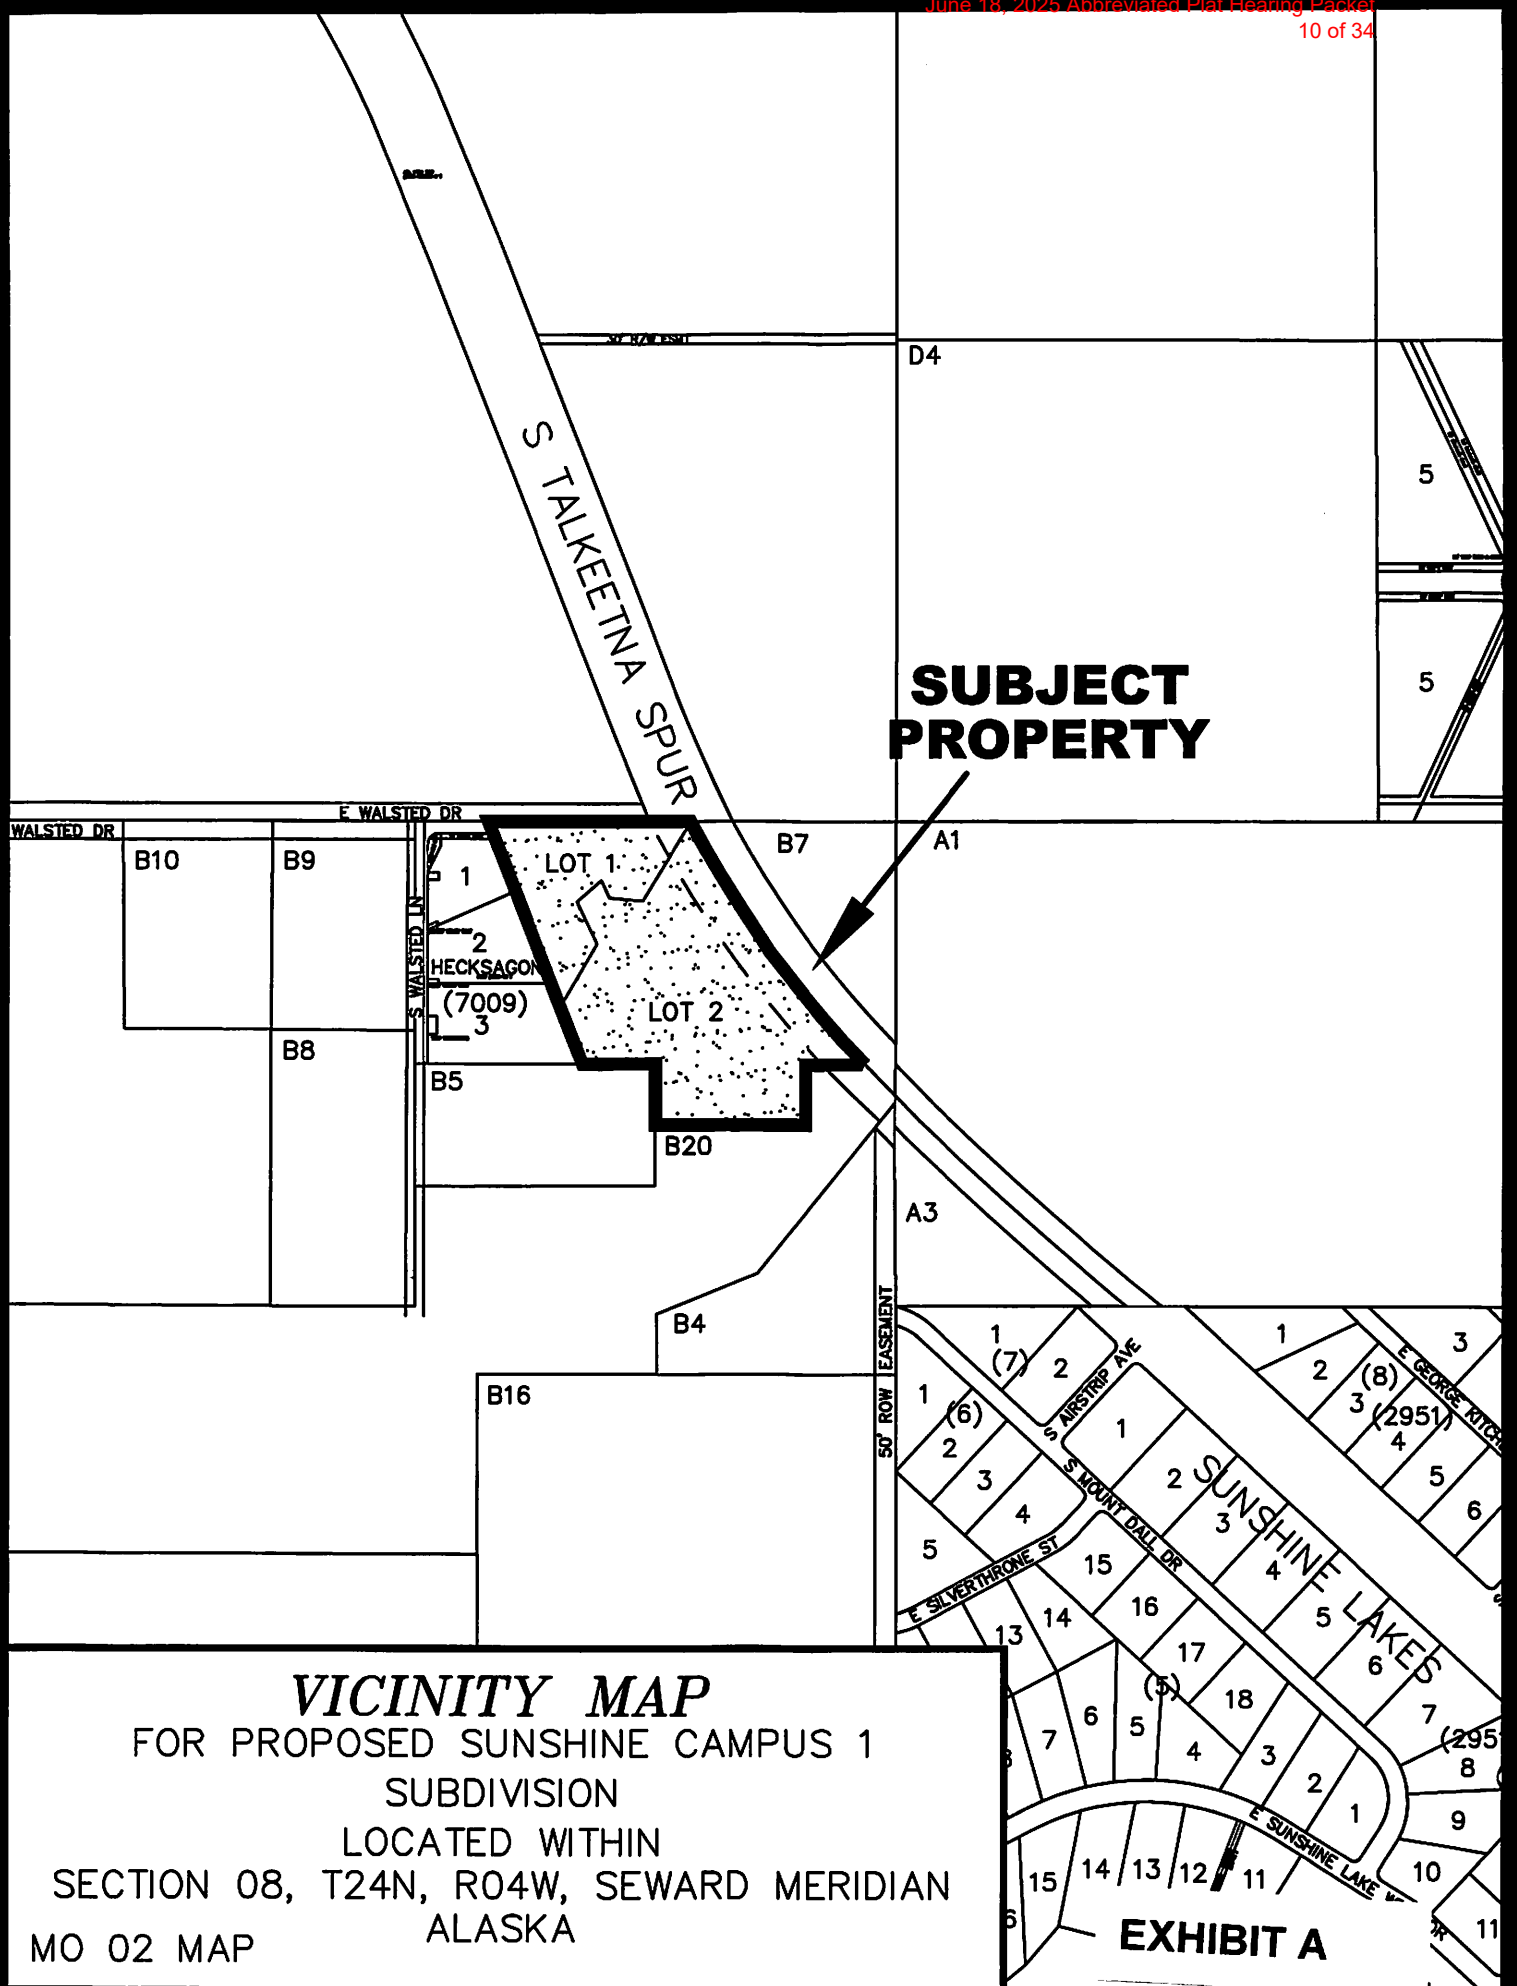 June 18, 2025 Abbreviated Plat Hearing Packet
10 of 34
30' R/W ESMT
D4
5
S TALKEETNA SPUR
5
SUBJECT
PROPERTY
E WALSTED DR
WALSTED DR
B10
B9
1
LOT 1
B7
A1
S WALSTED LN
2
HECKSAGON
(7009)
3
LOT 2
B8
B5
B20
A3
50' ROW EASEMENT
B4
B16
1
(7)
2
S AIRSTRIP AVE
1
2
(8)
3
(2951)
4
5
6
3
1
(6)
2
3
4
5
1
2
3
4
5
6
7
SUNSHINE LAKES
S MOUNT DALL DR
E SILVERTHRONE ST
13
14
15
16
17
18
(5)
7
6
5
4
3
2
1
8
9
10
11
E SUNSHINE LAKE
15
14
13
12
11
6
VICINITY MAP
FOR PROPOSED SUNSHINE CAMPUS 1
SUBDIVISION
LOCATED WITHIN
SECTION 08, T24N, R04W, SEWARD MERIDIAN
ALASKA
MO 02 MAP
EXHIBIT A